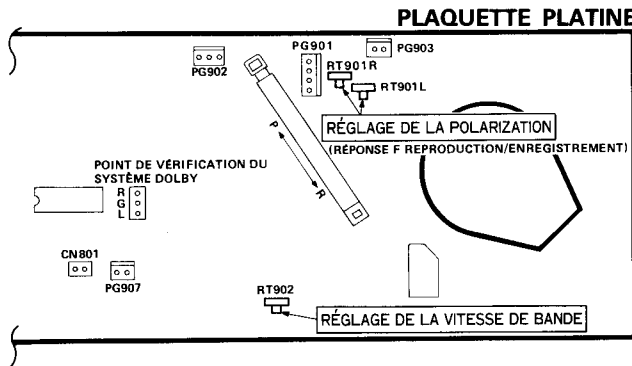 PLAQUETTE PLATINE
PG902
PG901
PG903
RT901R
RT901L
RÉGLAGE DE LA POLARIZATION
(RÉPONSE F REPRODUCTION/ENREGISTREMENT)
P
R
POINT DE VÉRIFICATION DU
SYSTÈME DOLBY
R
G
L
CN801
PG907
RT902
RÉGLAGE DE LA VITESSE DE BANDE